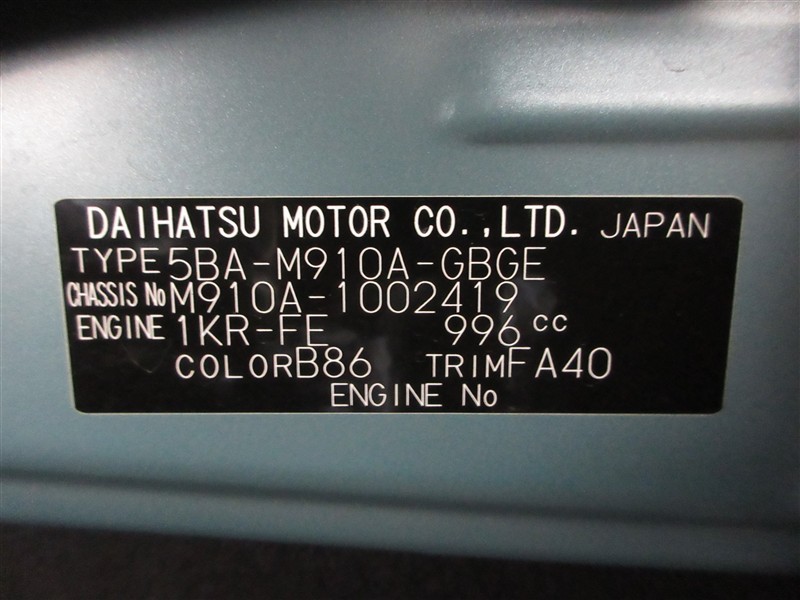 DAIHATSU MOTOR CO.,LTD. JAPAN
TYPE 5BA-M910A-GBGE
CHASSIS No M910A-1002419
ENGINE 1KR-FE 996cc
COLOR B86 TRIM FA40
ENGINE No